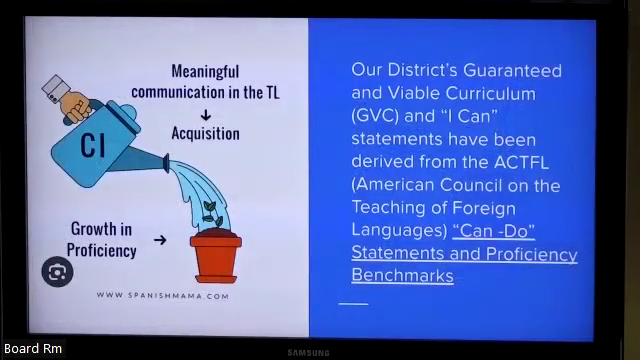 Meaningful
communication in the TL
Acquisition
CI
Growth in
Proficiency
WWW.SPANISHMAMA.COM
Our District's Guaranteed
and Viable Curriculum
(GVC) and “I Can”
statements have been
derived from the ACTFL
(American Council on the
Teaching of Foreign
Languages) “Can -Do”
Statements and Proficiency
Benchmarks
Board Rm
SAMSUNG